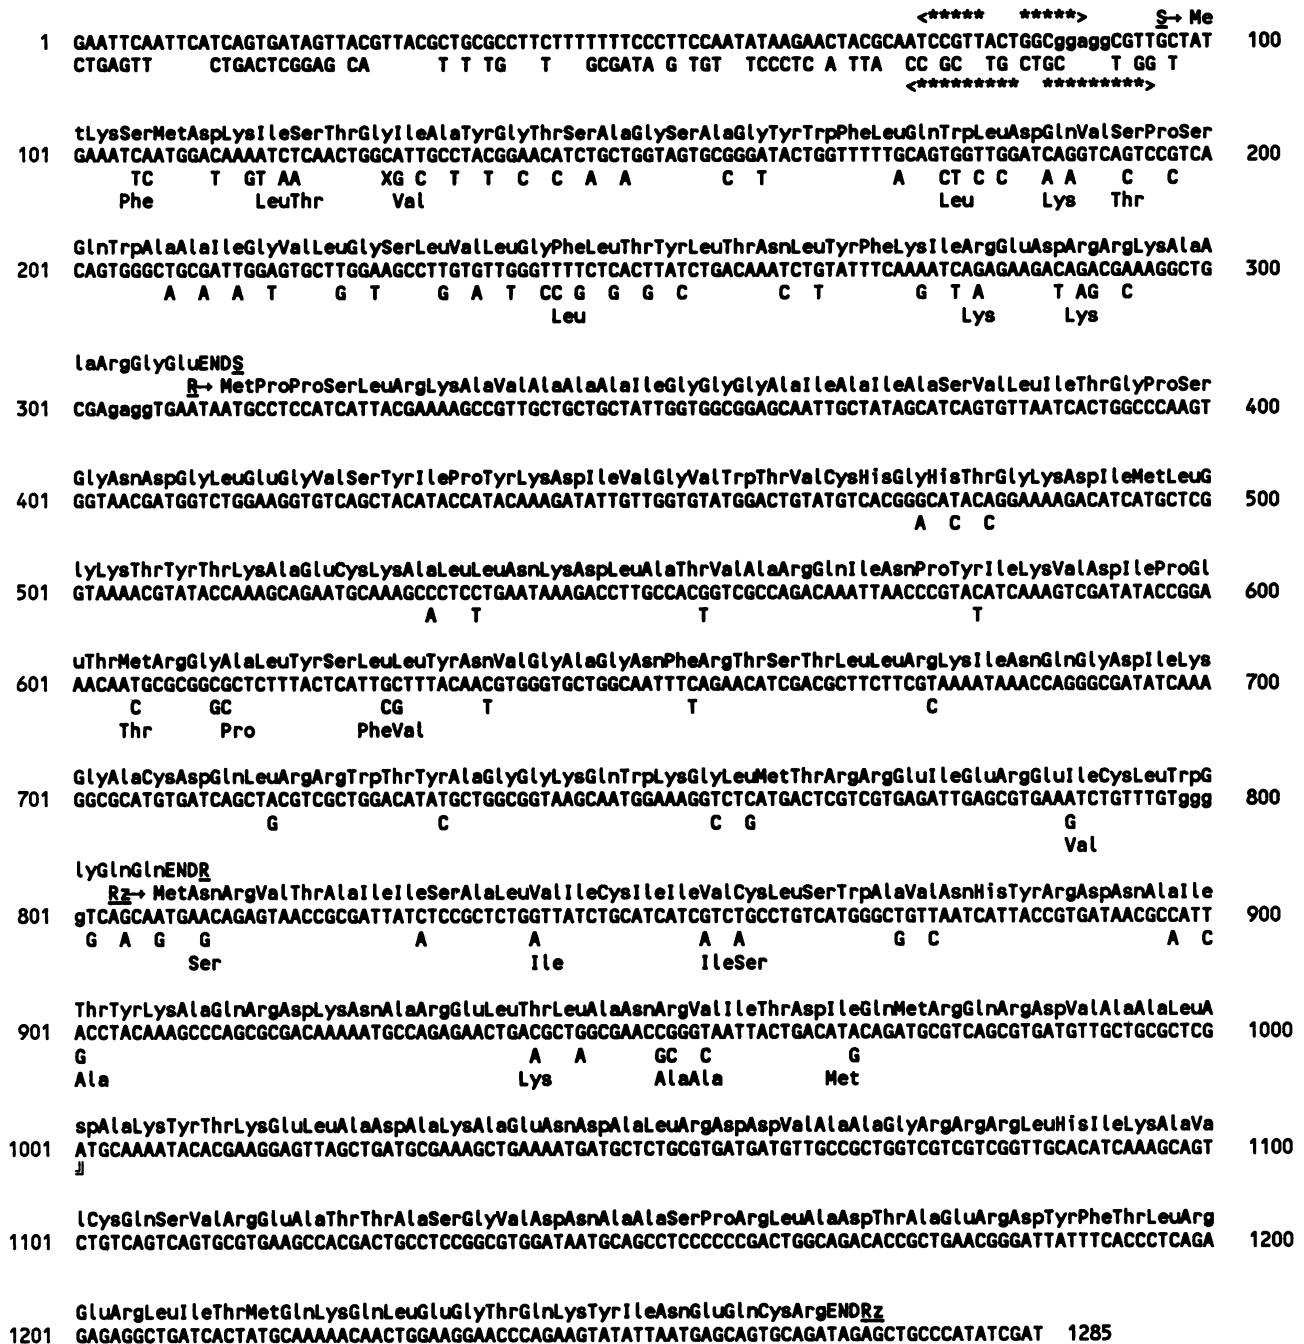 <***** *****> S→ Me
1 GAATTCAATTCATCAGTGATAGTTACGTTACGCTGCGCCTTCTTTTTTTCCCTTCCAATATAAGAACTACGCAATCCGTTACTGGCggaggCGTTGCTAT 100
CTGAGTT CTGACTCGGAG CA T T TG T GCGATA G TGT TCCCTC A TTA CC GC TG CTGC T GG T
<********* *********>
tLysSerMetAspLysIleSerThrGlyIleAlaTyrGlyThrSerAlaGlySerAlaGlyTyrTrpPheLeuGlnTrpLeuAspGlnValSerProSer
101 GAAATCAATGGACAAAATCTCAACTGGCATTGCCTACGGAACATCTGCTGGTAGTGCGGGATACTGGTTTTTGCAGTGGTTGGATCAGGTCAGTCCGTCA 200
TC T GT AA XG C T T C C A A C T A CT C C A A C C
Phe LeuThr Val Leu Lys Thr
GlnTrpAlaAlaIleGlyValLeuGlySerLeuValLeuGlyPheLeuThrTyrLeuThrAsnLeuTyrPheLysIleArgGluAspArgArgLysAlaA
201 CAGTGGGCTGCGATTGGAGTGCTTGGAAGCCTTGTGTTGGGTTTTCTCACTTATCTGACAAATCTGTATTTCAAAATCAGAGAAGACAGACGAAAGGCTG 300
A A A T G T G A T CC G G G C C T G T A T AG C
Leu Lys Lys
laArgGlyGluENDS
R→ MetProProSerLeuArgLysAlaValAlaAlaAlaIleGlyGlyGlyAlaIleAlaIleAlaSerValLeuIleThrGlyProSer
301 CGAgaggTGAATAATGCCTCCATCATTACGAAAAGCCGTTGCTGCTGCTATTGGTGGCGGAGCAATTGCTATAGCATCAGTGTTAATCACTGGCCCAAGT 400
GlyAsnAspGlyLeuGluGlyValSerTyrIleProTyrLysAspIleValGlyValTrpThrValCysHisGlyHisThrGlyLysAspIleMetLeuG
401 GGTAACGATGGTCTGGAAGGTGTCAGCTACATACCATACAAAGATATTGTTGGTGTATGGACTGTATGTCACGGGCATACAGGAAAAGACATCATGCTCG 500
A C C
lyLysThrTyrThrLysAlaGluCysLysAlaLeuLeuAsnLysAspLeuAlaThrValAlaArgGlnIleAsnProTyrIleLysValAspIleProGl
501 GTAAAACGTATACCAAAGCAGAATGCAAAGCCCTCCTGAATAAAGACCTTGCCACGGTCGCCAGACAAATTAACCCGTACATCAAAGTCGATATACCGGA 600
A T T T
uThrMetArgGlyAlaLeuTyrSerLeuLeuTyrAsnValGlyAlaGlyAsnPheArgThrSerThrLeuLeuArgLysIleAsnGlnGlyAspIleLys
601 AACAATGCGCGGCGCTCTTTACTCATTGCTTTACAACGTGGGTGCTGGCAATTTCAGAACATCGACGCTTCTTCGTAAAATAAACCAGGGCGATATCAAA 700
C GC CG T T C
Thr Pro PheVal
GlyAlaCysAspGlnLeuArgArgTrpThrTyrAlaGlyGlyLysGlnTrpLysGlyLeuMetThrArgArgGluIleGluArgGluIleCysLeuTrpG
701 GGCGCATGTGATCAGCTACGTCGCTGGACATATGCTGGCGGTAAGCAATGGAAAGGTCTCATGACTCGTCGTGAGATTGAGCGTGAAATCTGTTTGTggg 800
G C C G G
Val
lyGlnGlnENDR
Rz→ MetAsnArgValThrAlaIleIleSerAlaLeuValIleCysIleIleValCysLeuSerTrpAlaValAsnHisTyrArgAspAsnAlaIle
801 gTCAGCAATGAACAGAGTAACCGCGATTATCTCCGCTCTGGTTATCTGCATCATCGTCTGCCTGTCATGGGCTGTTAATCATTACCGTGATAACGCCATT 900
G A G G A A A A G C A C
Ser Ile IleSer
ThrTyrLysAlaGlnArgAspLysAsnAlaArgGluLeuThrLeuAlaAsnArgValIleThrAspIleGlnMetArgGlnArgAspValAlaAlaLeuA
901 ACCTACAAAGCCCAGCGCGACAAAAATGCCAGAGAACTGACGCTGGCGAACCGGGTAATTACTGACATACAGATGCGTCAGCGTGATGTTGCTGCGCTCG 1000
G A A GC C G
Ala Lys AlaAla Met
spAlaLysTyrThrLysGluLeuAlaAspAlaLysAlaGluAsnAspAlaLeuArgAspAspValAlaAlaGlyArgArgArgLeuHisIleLysAlaVa
1001 ATGCAAAATACACGAAGGAGTTAGCTGATGCGAAAGCTGAAAATGATGCTCTGCGTGATGATGTTGCCGCTGGTCGTCGTCGGTTGCACATCAAAGCAGT 1100
lCysGlnSerValArgGluAlaThrThrAlaSerGlyValAspAsnAlaAlaSerProArgLeuAlaAspThrAlaGluArgAspTyrPheThrLeuArg
1101 CTGTCAGTCAGTGCGTGAAGCCACGACTGCCTCCGGCGTGGATAATGCAGCCTCCCCCCGACTGGCAGACACCGCTGAACGGGATTATTTCACCCTCAGA 1200
GluArgLeuIleThrMetGlnLysGlnLeuGluGlyThrGlnLysTyrIleAsnGluGlnCysArgENDRz
1201 GAGAGGCTGATCACTATGCAAAAACAACTGGAAGGAACCCAGAAGTATATTAATGAGCAGTGCAGATAGAGCTGCCCATATCGAT 1285